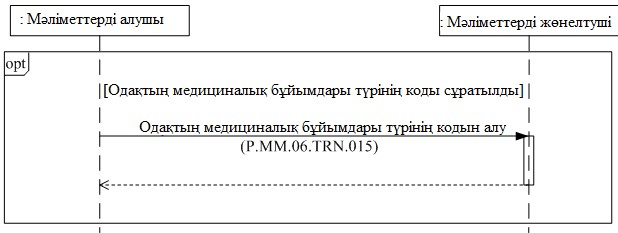 : Мәліметтерді алушы
: Мәліметтерді жөнелтуші
opt
[Одақтың медициналық бұйымдары түрінің коды сұратылды]
Одақтың медициналық бұйымдары түрінің кодын алу
(P.MM.06.TRN.015)